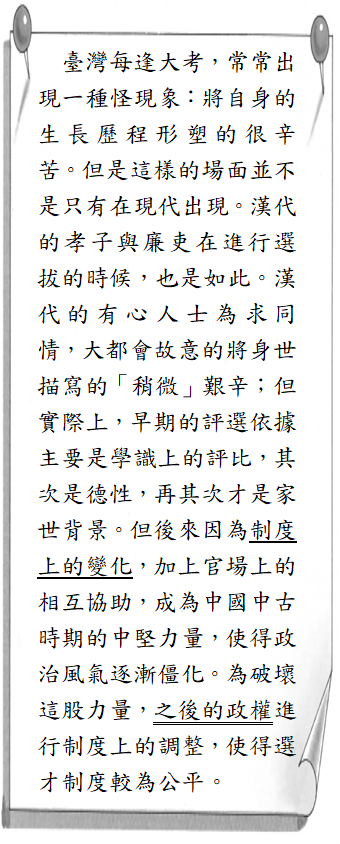 臺灣每逢大考，常常出
現一種怪現象：將自身的
生長歷程形塑的很辛
苦。但是這樣的場面並不
是只有在現代出現。漢代
的孝子與廉吏在進行選
拔的時候，也是如此。漢
代的有心人士為求同
情，大都會故意的將身世
描寫的「稍微」艱辛；但
實際上，早期的評選依據
主要是學識上的評比，其
次是德性，再其次才是家
世背景。但後來因為制度
上的變化，加上官場上的
相互協助，成為中國中古
時期的中堅力量，使得政
治風氣逐漸僵化。為破壞
這股力量，之後的政權進
行制度上的調整，使得選
才制度較為公平。